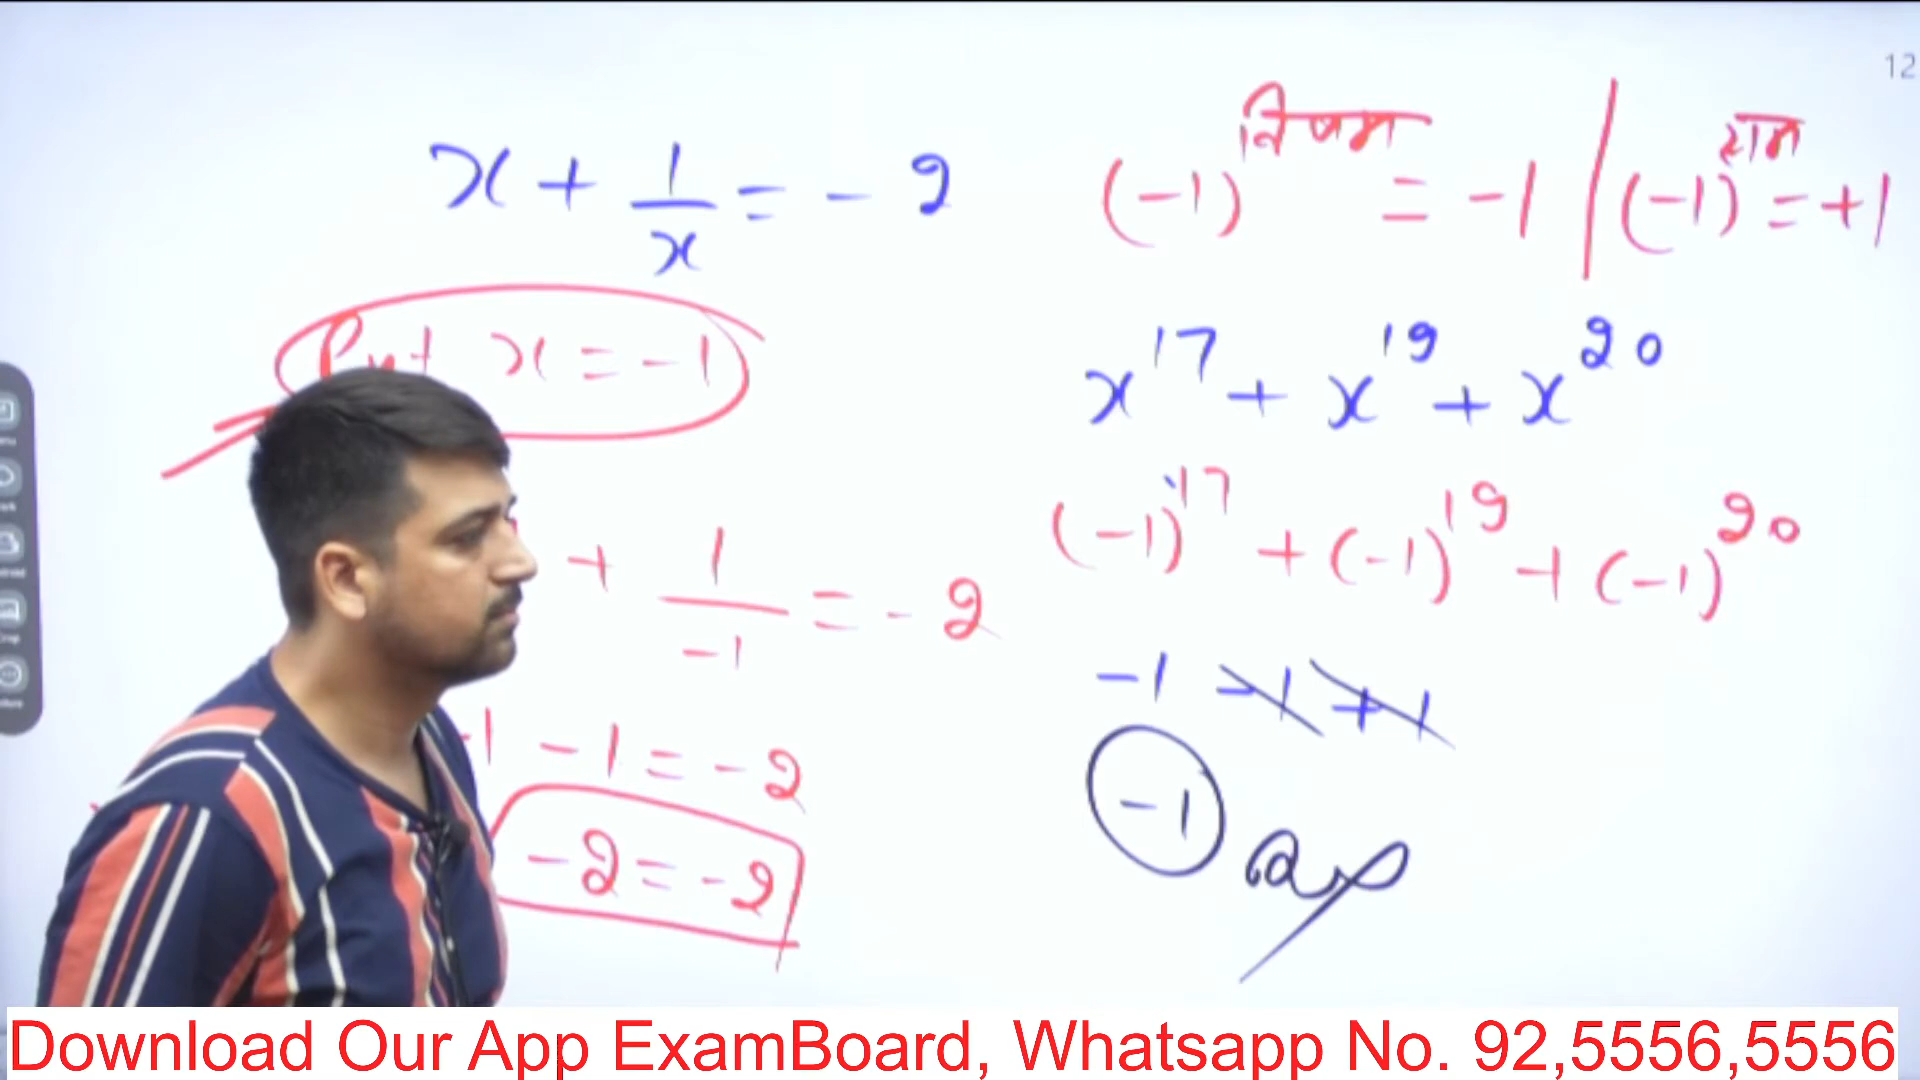 12
x + 1/x = - 2
Put x = -1
+ 1/-1 = - 2
-1 - 1 = - 2
-2 = - 2
(-1)^विषम = -1 | (-1)^सम = +1
x^17 + x^19 + x^20
(-1)^17 + (-1)^19 + (-1)^20
-1 -1 +1
-1
Download Our App ExamBoard, Whatsapp No. 92,5556,5556